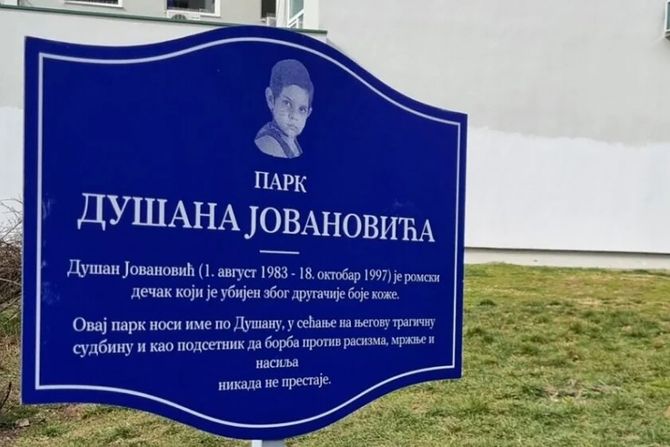 ПАРК
ДУШАНА ЈОВАНОВИЋА
Душан Јовановић (1. август 1983 - 18. октобар 1997) је ромски
дечак који је убијен због другачије боје коже.
Овај парк носи име по Душану, у сећање на његову трагичну
судбину и као подсетник да борба против расизма, мржње и
насиља
никада не престаје.